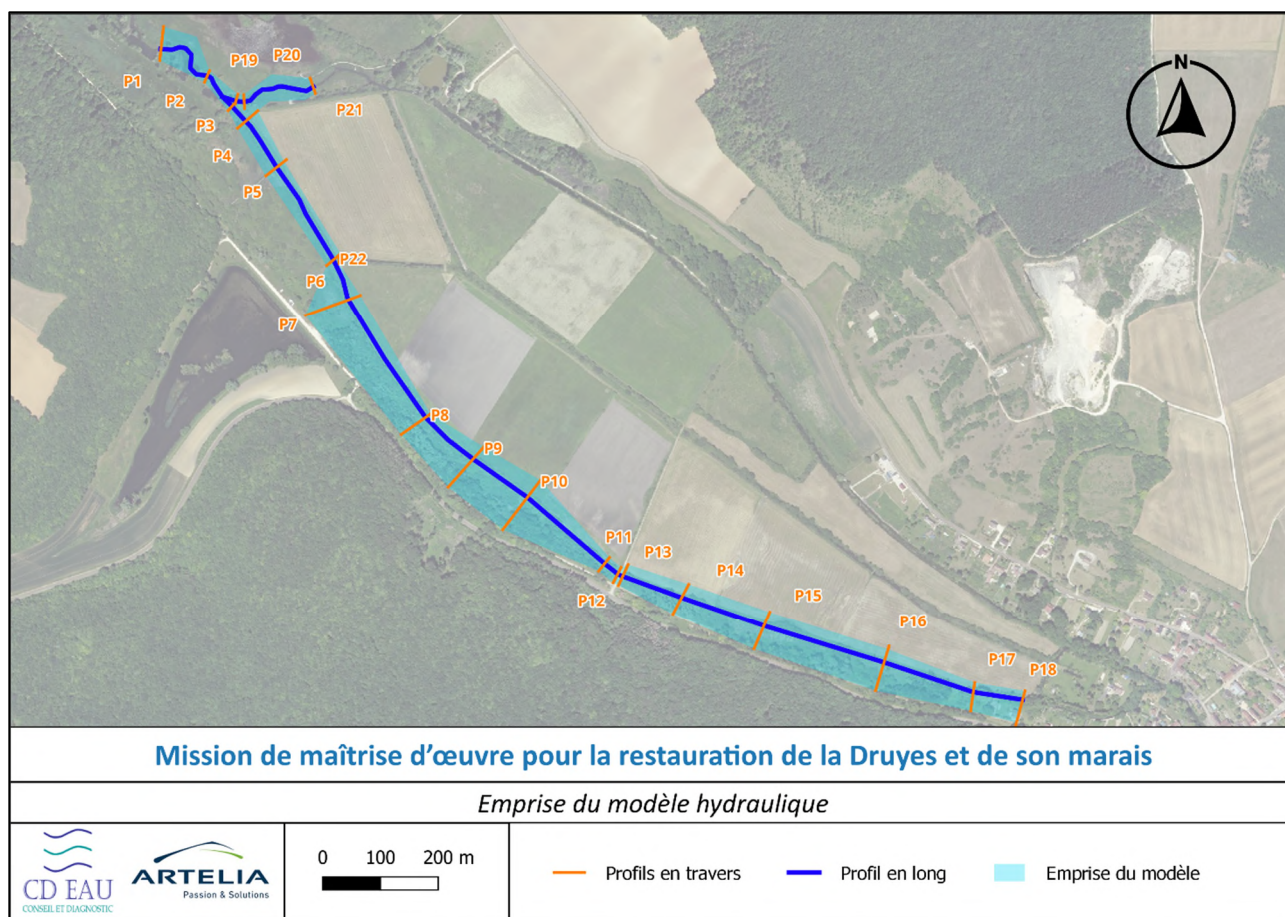 N
P19
P20
P1
P2
P21
P3
P4
P5
P22
P6
P7
P8
P9
P10
P11
P13
P12
P14
P15
P16
P17
P18
Mission de maîtrise d'œuvre pour la restauration de la Druyes et de son marais
Emprise du modèle hydraulique
CD EAU
CONSEIL ET DIAGNOSTIC
ARTELIA
Passion & Solutions
0 100 200 m
Profils en travers
Profil en long
Emprise du modèle